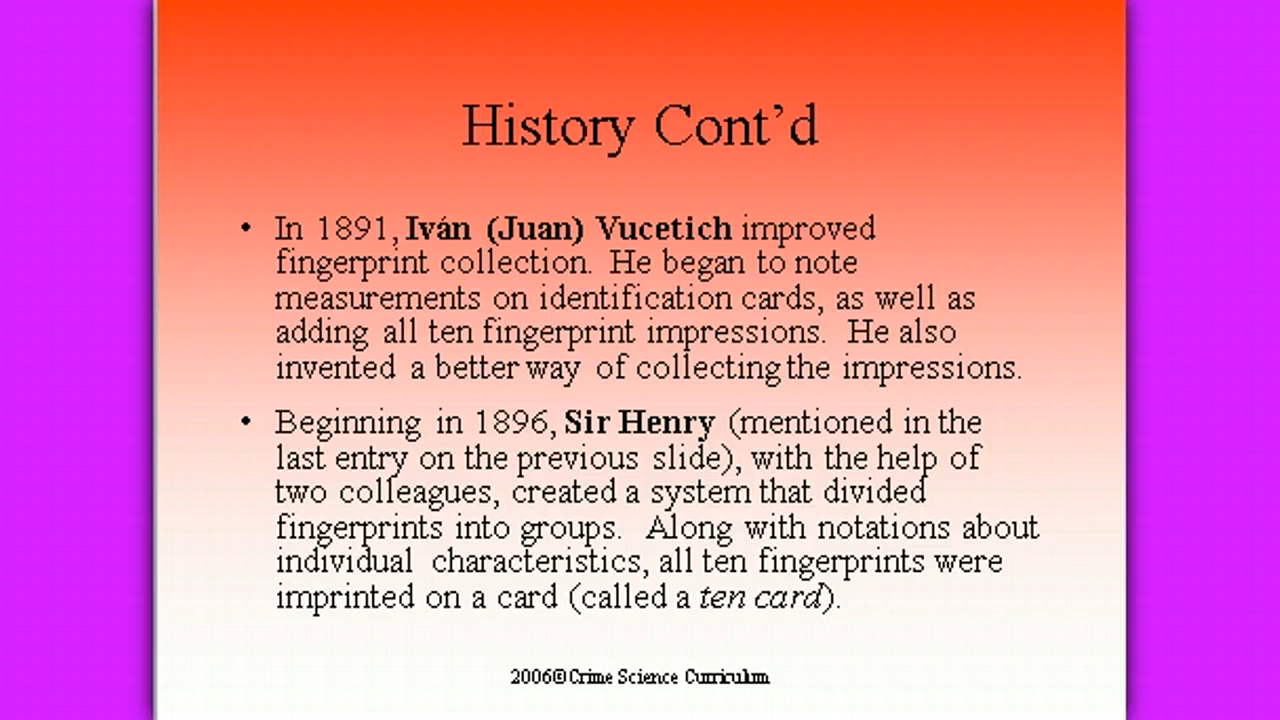 History Cont’d
• In 1891, Iván (Juan) Vucetich improved
fingerprint collection. He began to note
measurements on identification cards, as well as
adding all ten fingerprint impressions. He also
invented a better way of collecting the impressions.
• Beginning in 1896, Sir Henry (mentioned in the
last entry on the previous slide), with the help of
two colleagues, created a system that divided
fingerprints into groups. Along with notations about
individual characteristics, all ten fingerprints were
imprinted on a card (called a ten card).
2006©Crime Science Curriculum